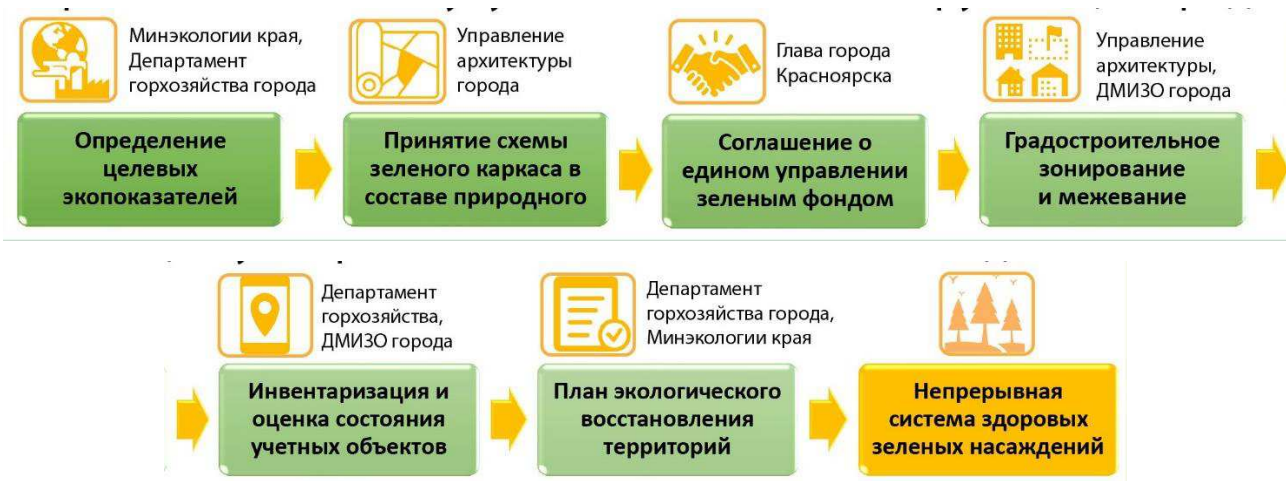 Минэкологии края,
Департамент
горхозяйства города
Управление
архитектуры
города
Глава города
Красноярска
Управление
архитектуры,
ДМИЗО города
Определение
целевых
экопоказателей
Принятие схемы
зеленого каркаса в
составе природного
Соглашение о
едином управлении
зеленым фондом
Градостроительное
зонирование
и межевание
Департамент
горхозяйства,
ДМИЗО города
Департамент
горхозяйства города,
Минэкологии края
Инвентаризация и
оценка состояния
учетных объектов
План экологического
восстановления
территорий
Непрерывная
система здоровых
зеленых насаждений